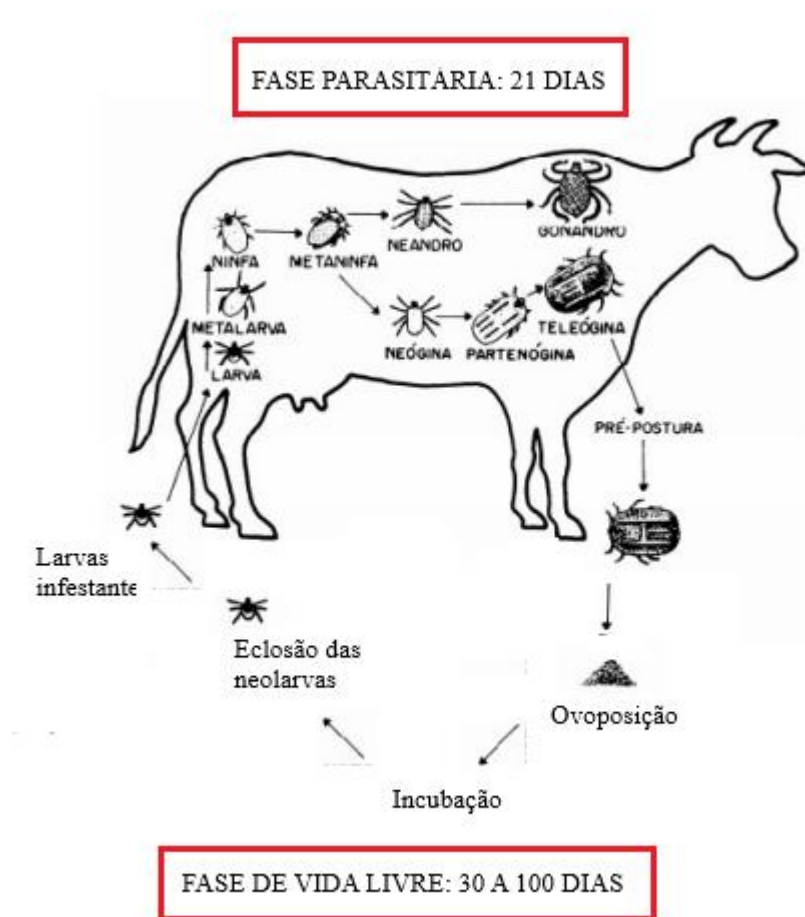 FASE PARASITÁRIA: 21 DIAS
GONANDRO
NEANDRO
NINFA
METANINFA
METALARVA
NEÓGINA
PARTENÓGINA
TELEÓGINA
LARVA
PRÉ-POSTURA
Larvas
infestante
Eclosão das
neolarvas
Ovoposição
Incubação
FASE DE VIDA LIVRE: 30 A 100 DIAS